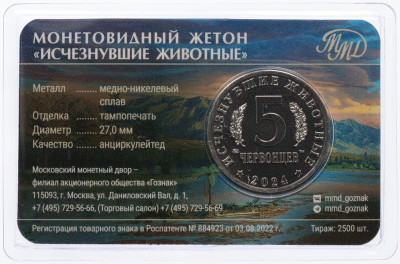 МОНЕТОВИДНЫЙ ЖЕТОН
«ИСЧЕЗНУВШИЕ ЖИВОТНЫЕ»
ММД
Металл ........ медно-никелевый
сплав
Отделка ....... тампопечать
Диаметр ...... 27,0 мм
Качество ..... анциркулейтед
ИСЧЕЗНУВШИЕ ЖИВОТНЫЕ
5
ЧЕРВОНЦЕВ
2024
Московский монетный двор –
филиал акционерного общества «Гознак»
115093, г. Москва, ул. Даниловский Вал, д. 1,
+7 (495) 729-56-66, (Торговый салон) +7 (495) 729-56-69
mmd_goznak
mmd_goznak
Регистрация товарного знака в Роспатенте № 884923 от 03.08.2022 г.
Тираж: 2500 шт.